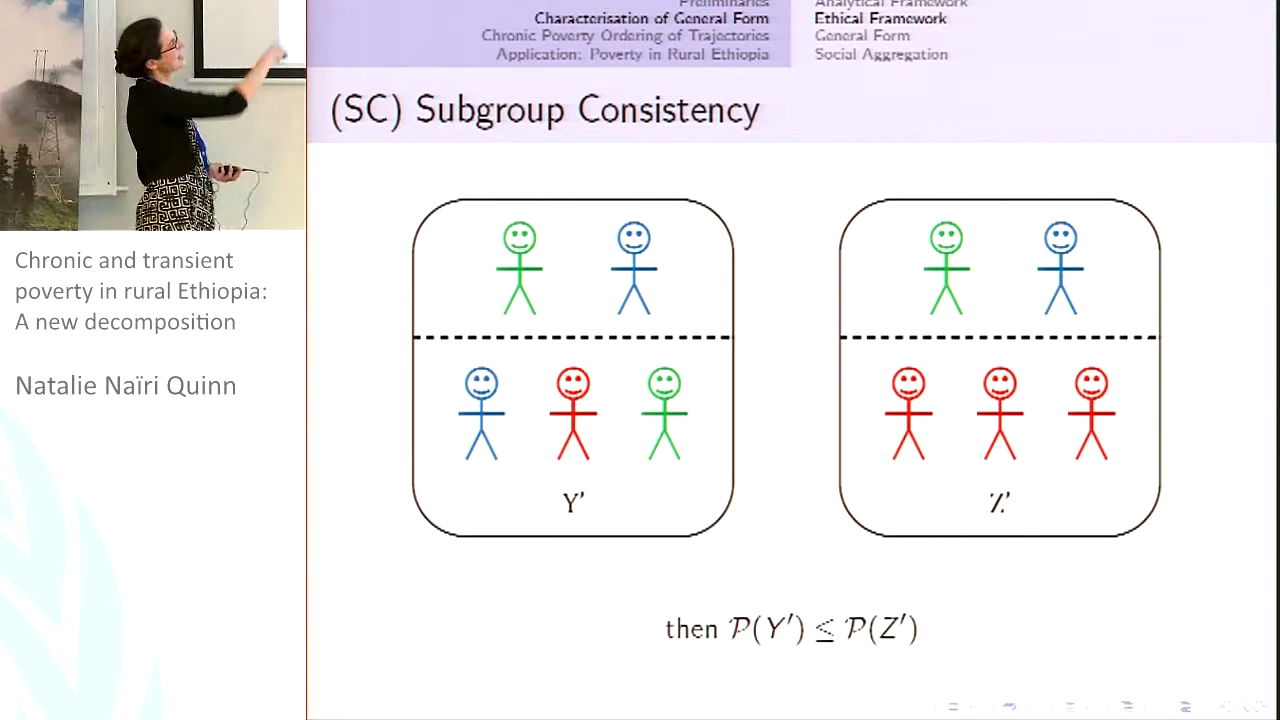 Preliminaries
Characterisation of General Form
Chronic Poverty Ordering of Trajectories
Application: Poverty in Rural Ethiopia
Analytical Framework
Ethical Framework
General Form
Social Aggregation
(SC) Subgroup Consistency
Y'
Z'
then P(Y′) ≤ P(Z′)
Chronic and transient
poverty in rural Ethiopia:
A new decomposition
Natalie Naïri Quinn